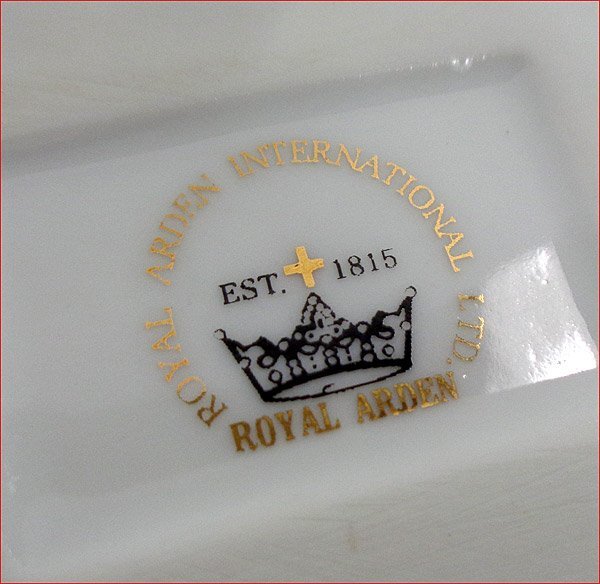 ROYAL ARDEN INTERNATIONAL LTD.
EST. 1815
ROYAL ARDEN